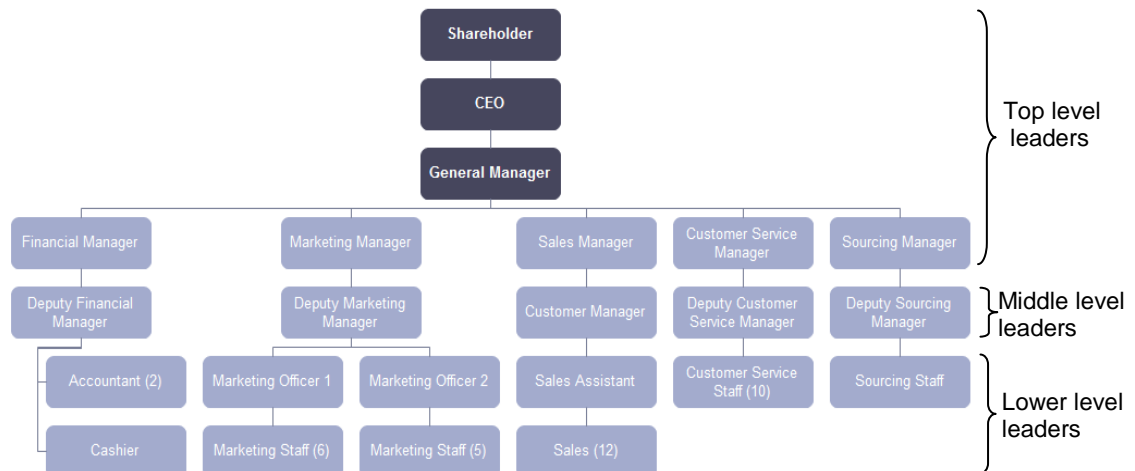 Shareholder
CEO
General Manager
Top level
leaders
Financial Manager
Marketing Manager
Sales Manager
Customer Service
Manager
Sourcing Manager
Deputy Financial
Manager
Deputy Marketing
Manager
Customer Manager
Deputy Customer
Service Manager
Deputy Sourcing
Manager
Middle level
leaders
Accountant (2)
Marketing Officer 1
Marketing Officer 2
Sales Assistant
Customer Service
Staff (10)
Sourcing Staff
Cashier
Marketing Staff (6)
Marketing Staff (5)
Sales (12)
Lower level
leaders